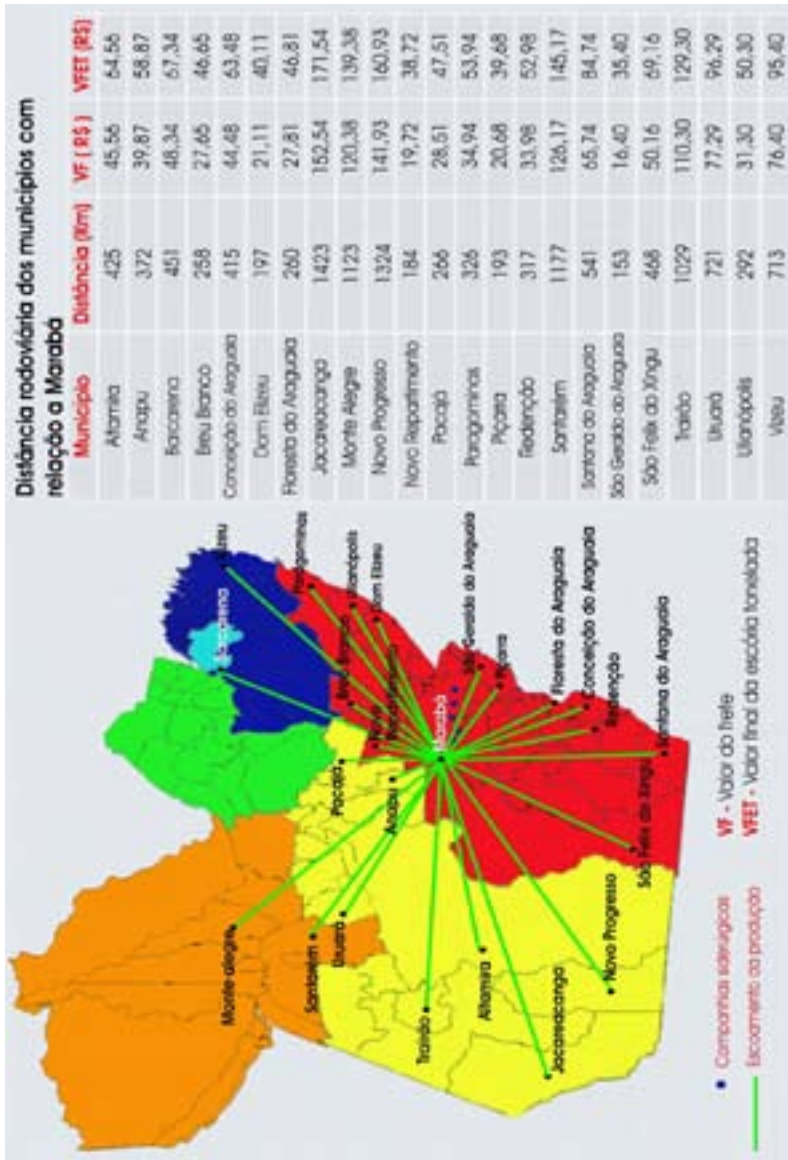 Distância rodoviária dos municípios com
relação a Marabá
Município Distância (Km) VF ( R$ ) VFET (R$)
Altamira 425 45,56 64,56
Anapu 372 39,87 58,87
Barcarena 451 48,34 67,34
Breu Branco 258 27,65 46,65
Conceição do Araguaia 415 44,48 63,48
Dom Elizeu 197 21,11 40,11
Floresta do Araguaia 260 27,81 46,81
Jacareacanga 1423 152,54 171,54
Monte Alegre 1123 120,38 139,38
Novo Progresso 1324 141,93 160,93
Novo Repartimento 184 19,72 38,72
Pacajá 266 28,51 47,51
Paragominas 326 34,94 53,94
Piçarra 193 20,68 39,68
Redenção 317 33,98 52,98
Santarém 1177 126,17 145,17
Santana do Araguaia 541 65,74 84,74
São Geraldo do Araguaia 153 16,40 35,40
São Felix do Xingu 468 50,16 69,16
Trairão 1029 110,30 129,30
Uruará 721 77,29 96,29
Ulianópolis 292 31,30 50,30
Vizeu 713 76,40 95,40
Monte-alegre
Santarém
Uruará
Trairão
Altamira
Jacareacanga
Novo Progresso
Pacajá
Anapu
Barcarena
Vizeu
Paragominas
Ulianópolis
Dom Elizeu
Breu Branco
Novo
Repartimento
Marabá
São Geraldo do Araguaia
Piçarra
Floresta do Araguaia
Conceição do Araguaia
Redenção
Santana do Araguaia
São Felix do Xingu
Companhias siderúgicas
Escoamento da produção
VF - Valor do frete
VFET - Valor final da escória tonelada